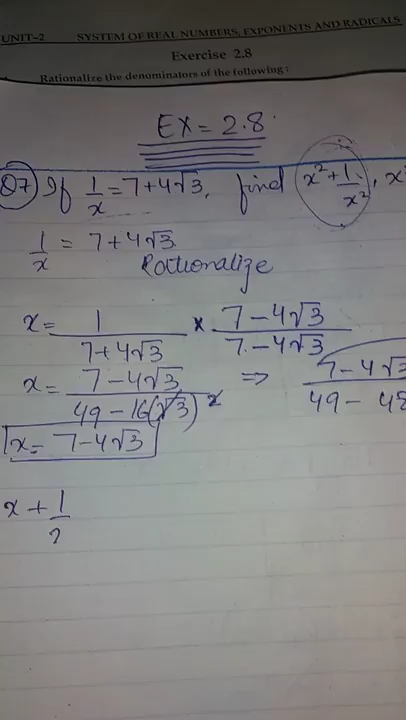 UNIT-2 SYSTEM OF REAL NUMBERS, EXPONENTS AND RADICALS
Exercise 2.8
Rationalize the denominators of the following:
EX = 2.8.
Q7) If 1/x = 7+4√3, find x²+1/x², x
1/x = 7+4√3
Rationalize
x = 1/(7+4√3) × (7-4√3)/(7-4√3)
x = (7-4√3)/(49-16(√3)²) ⇒ (7-4√3)/(49-48
x = 7-4√3
x + 1/